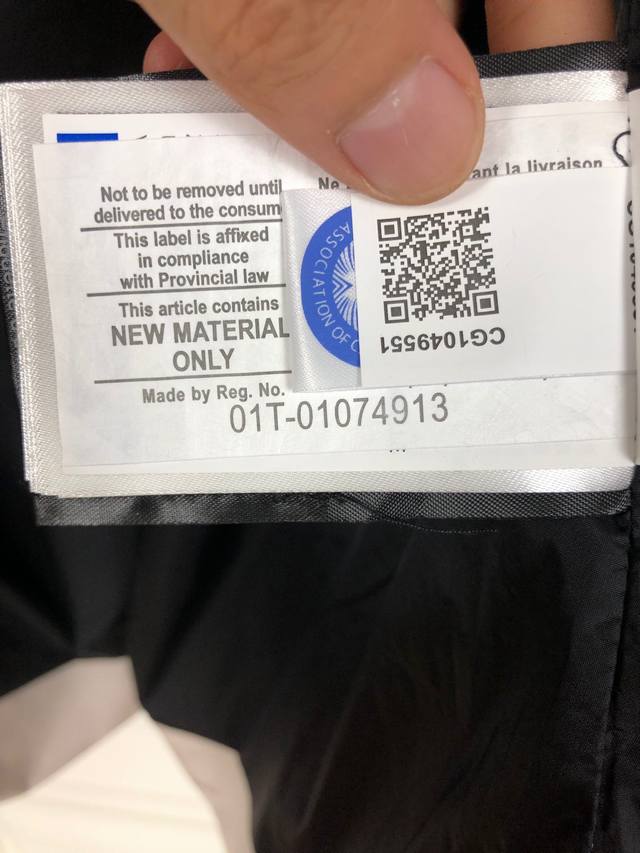 Not to be removed until
delivered to the consum
This label is affixed
in compliance
with Provincial law
This article contains
NEW MATERIAL
ONLY
Made by Reg. No.
01T-01074913
Ne
ant la livraison
ASSOCIATION OF C
CG1049551